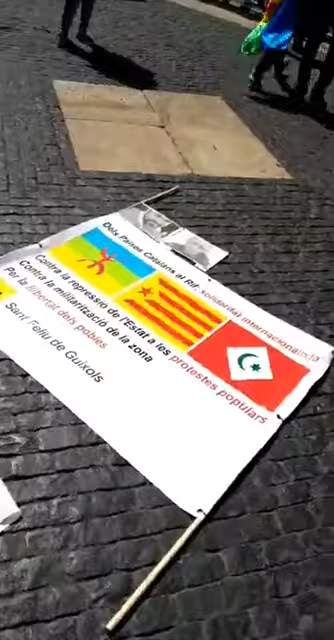 Dels Països Catalans al Rif: solidaritat internacionalista
Contra la repressió de l'Estat a les protestes populars
Contra la militarització de la zona
Per la llibertat dels pobles
Sant Feliu de Guíxols